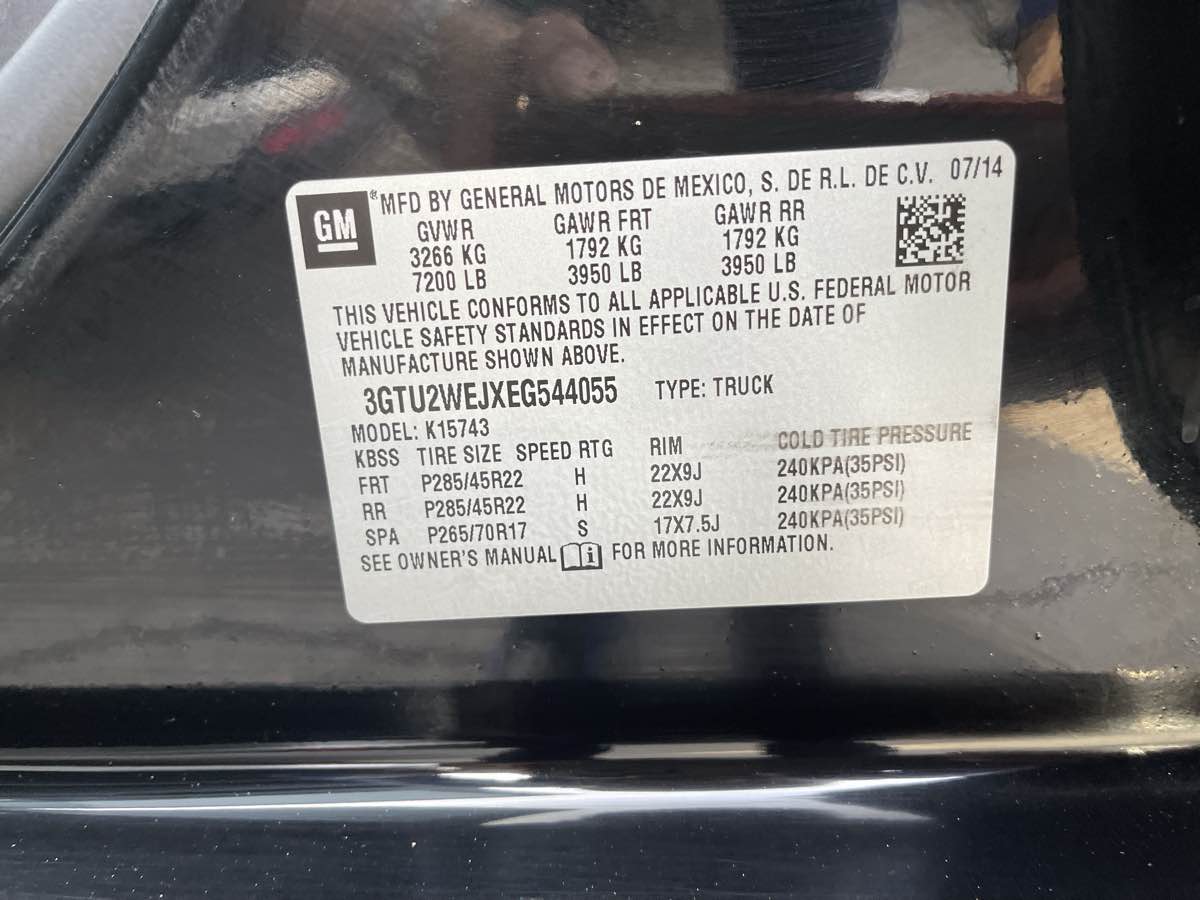 GM
®MFD BY GENERAL MOTORS DE MEXICO, S. DE R.L. DE C.V. 07/14
GVWR GAWR FRT GAWR RR
3266 KG 1792 KG 1792 KG
7200 LB 3950 LB 3950 LB
THIS VEHICLE CONFORMS TO ALL APPLICABLE U.S. FEDERAL MOTOR
VEHICLE SAFETY STANDARDS IN EFFECT ON THE DATE OF
MANUFACTURE SHOWN ABOVE.
3GTU2WEJXEG544055 TYPE: TRUCK
MODEL: K15743
KBSS TIRE SIZE SPEED RTG RIM COLD TIRE PRESSURE
FRT P285/45R22 H 22X9J 240KPA(35PSI)
RR P285/45R22 H 22X9J 240KPA(35PSI)
SPA P265/70R17 S 17X7.5J 240KPA(35PSI)
SEE OWNER'S MANUAL i FOR MORE INFORMATION.